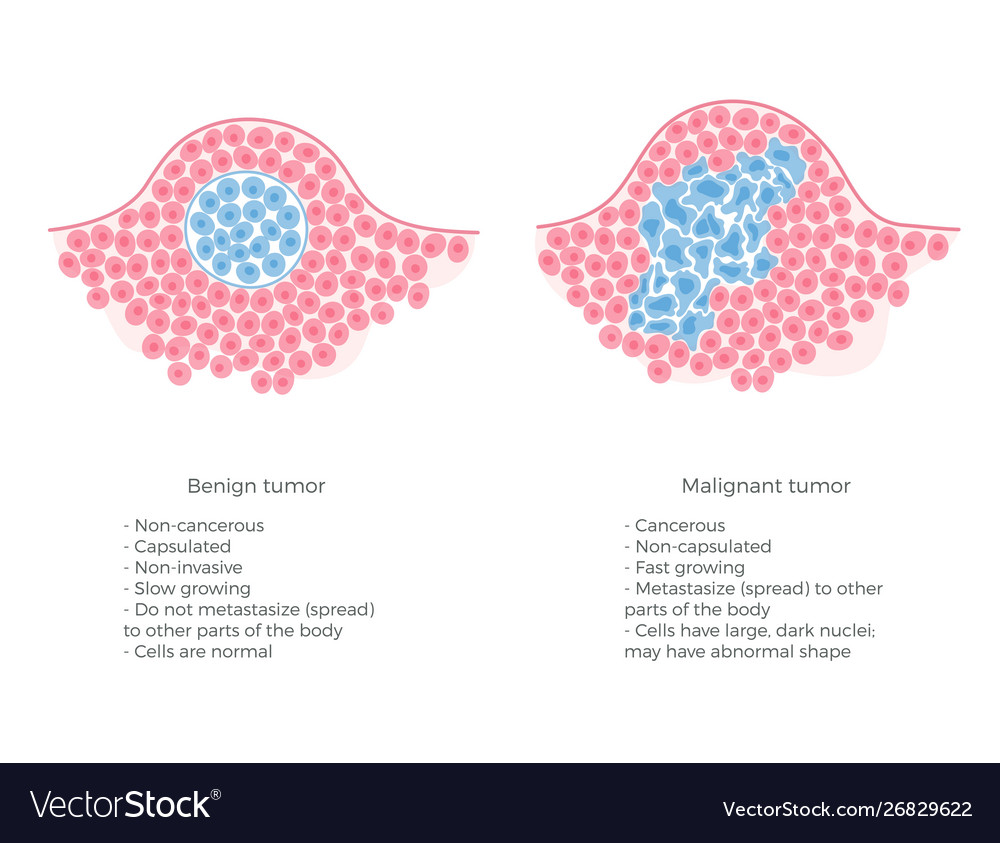 Benign tumor
- Non-cancerous
- Capsulated
- Non-invasive
- Slow growing
- Do not metastasize (spread)
to other parts of the body
- Cells are normal
Malignant tumor
- Cancerous
- Non-capsulated
- Fast growing
- Metastasize (spread) to other
parts of the body
- Cells have large, dark nuclei;
may have abnormal shape
VectorStock®
VectorStock.com/26829622